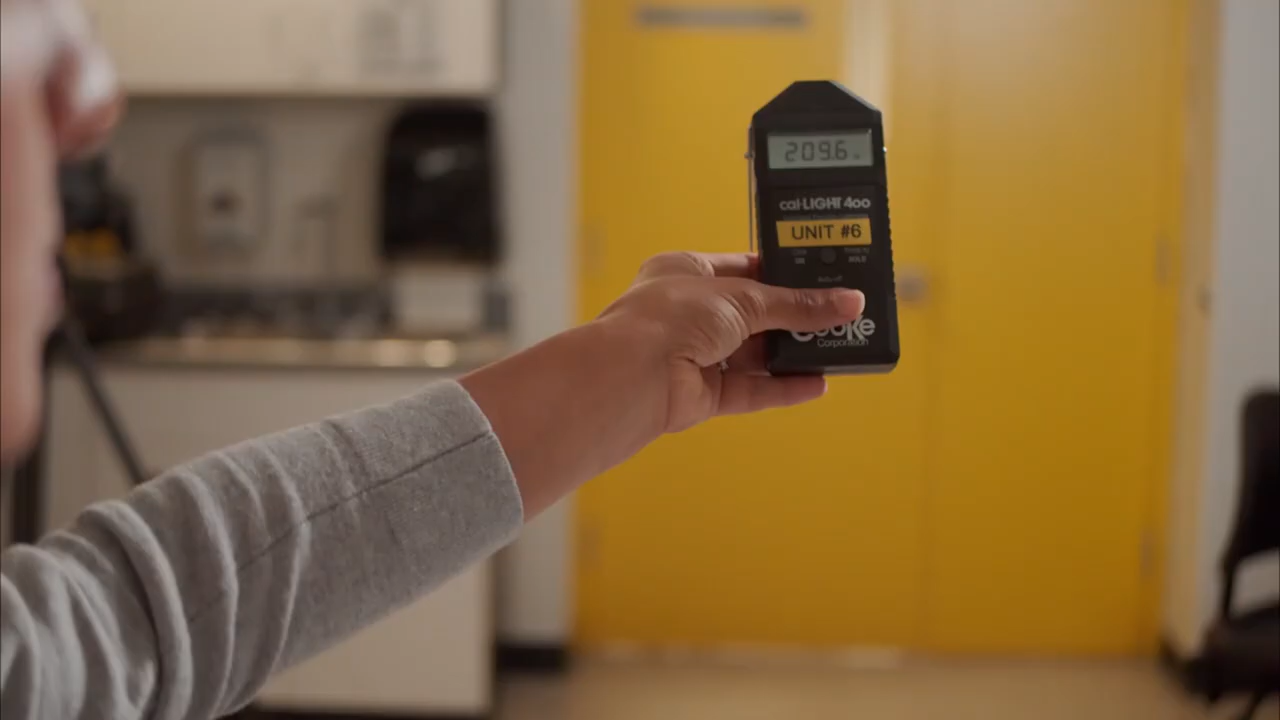 209.6
cal-LIGHT 400
UNIT #6
HOLD
Cooke
Corporation